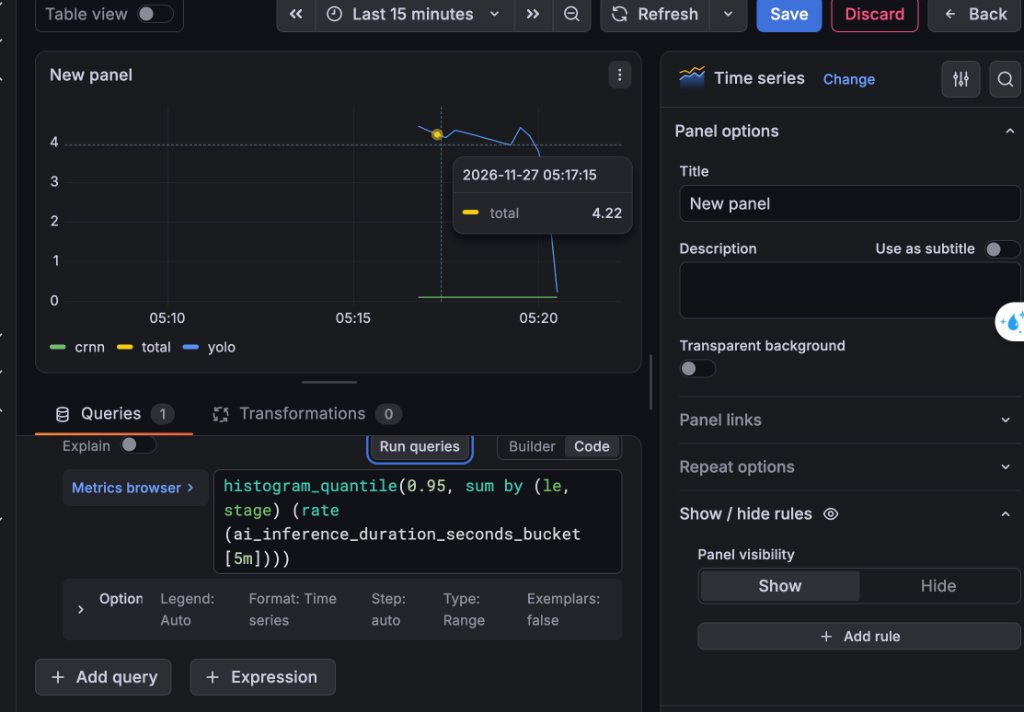 Table view
Last 15 minutes
Refresh
Save
Discard
Back
New panel
4
3
2
1
0
05:10
05:15
05:20
2026-11-27 05:17:15
total 4.22
crnn total yolo
Queries 1
Transformations 0
Explain
Run queries
Builder Code
Metrics browser >
histogram_quantile(0.95, sum by (le,
stage) (rate
(ai_inference_duration_seconds_bucket
[5m])))
Option
Legend:
Auto
Format: Time
series
Step:
auto
Type:
Range
Exemplars:
false
+ Add query
+ Expression
Time series
Change
Panel options
Title
New panel
Description
Use as subtitle
Transparent background
Panel links
Repeat options
Show / hide rules
Panel visibility
Show Hide
+ Add rule